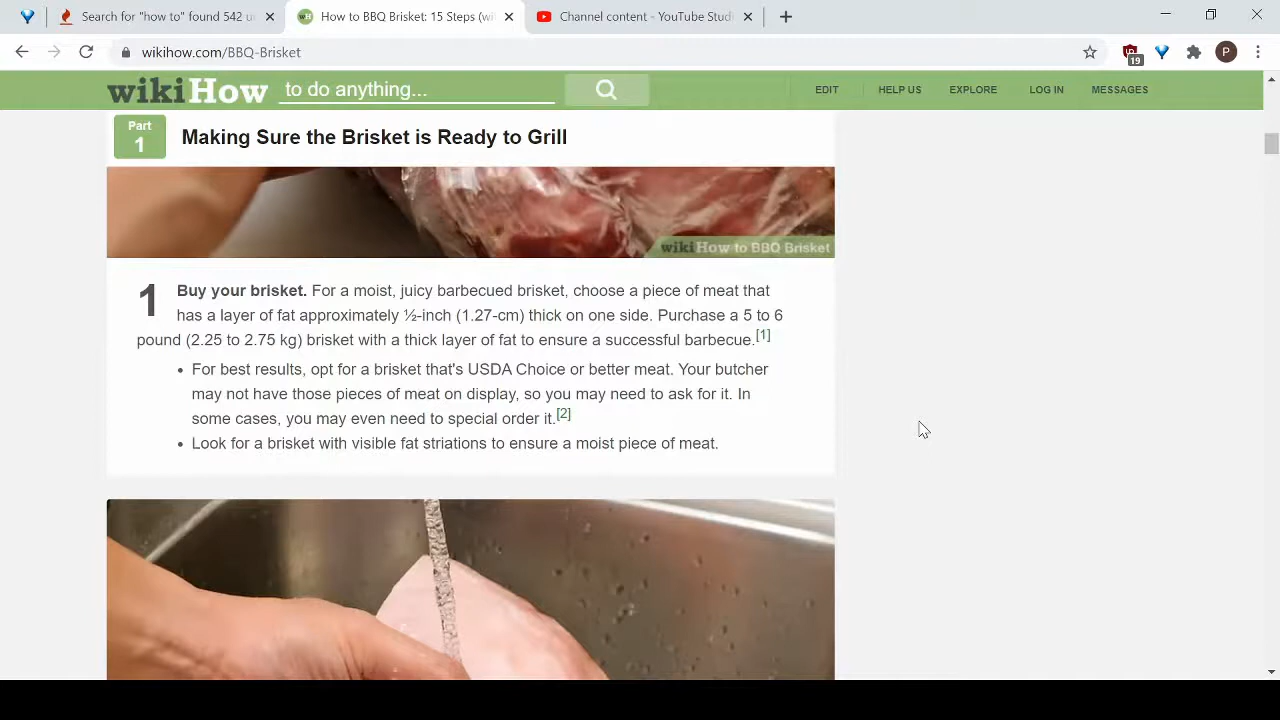 Search for "how to" found 542 u
How to BBQ Brisket: 15 Steps (wi
Channel content - YouTube Stud
wikihow.com/BBQ-Brisket
19
P
wikiHow to do anything...
EDIT HELP US EXPLORE LOG IN MESSAGES
Part
1
Making Sure the Brisket is Ready to Grill
wikiHow to BBQ Brisket
1 Buy your brisket. For a moist, juicy barbecued brisket, choose a piece of meat that
has a layer of fat approximately ½-inch (1.27-cm) thick on one side. Purchase a 5 to 6
pound (2.25 to 2.75 kg) brisket with a thick layer of fat to ensure a successful barbecue.[1]
• For best results, opt for a brisket that's USDA Choice or better meat. Your butcher
may not have those pieces of meat on display, so you may need to ask for it. In
some cases, you may even need to special order it.[2]
• Look for a brisket with visible fat striations to ensure a moist piece of meat.